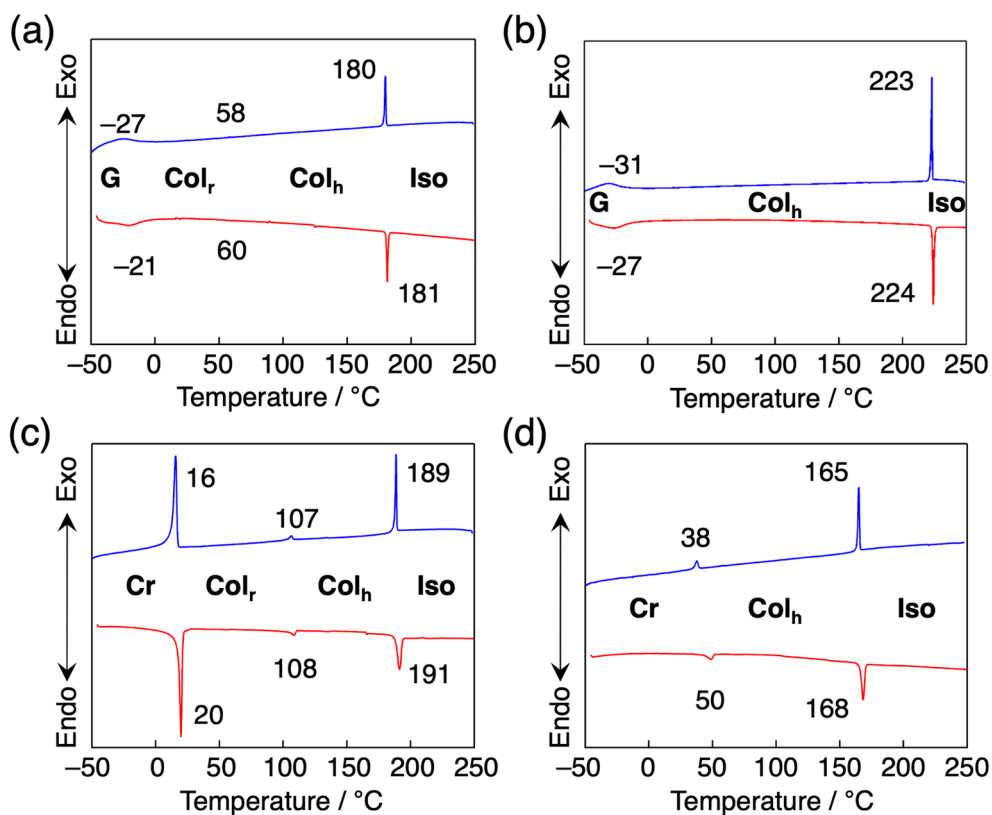 (a)
Exo
Endo
–27
58
180
G
Colr
Colh
Iso
–21
60
181
–50
0
50
100
150
200
250
Temperature / °C
(b)
Exo
Endo
–31
223
G
Colh
Iso
–27
224
–50
0
50
100
150
200
250
Temperature / °C
(c)
Exo
Endo
16
107
189
Cr
Colr
Colh
Iso
20
108
191
–50
0
50
100
150
200
250
Temperature / °C
(d)
Exo
Endo
38
165
Cr
Colh
Iso
50
168
–50
0
50
100
150
200
250
Temperature / °C